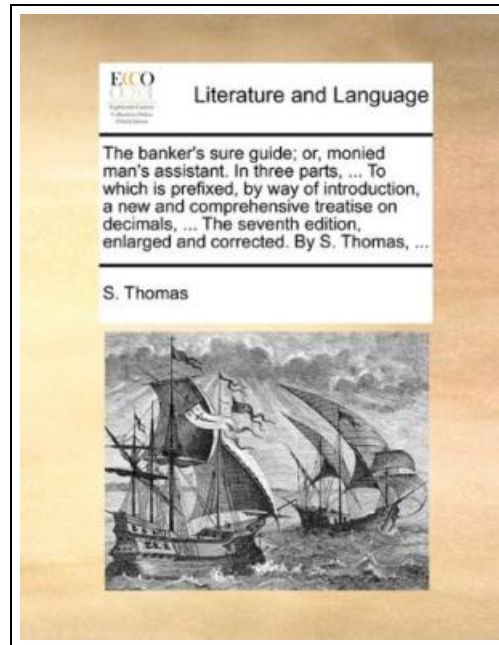 ECCO
Literature and Language
The banker's sure guide; or, monied
man's assistant. In three parts, ... To
which is prefixed, by way of introduction,
a new and comprehensive treatise on
decimals, ... The seventh edition,
enlarged and corrected. By S. Thomas, ...
S. Thomas